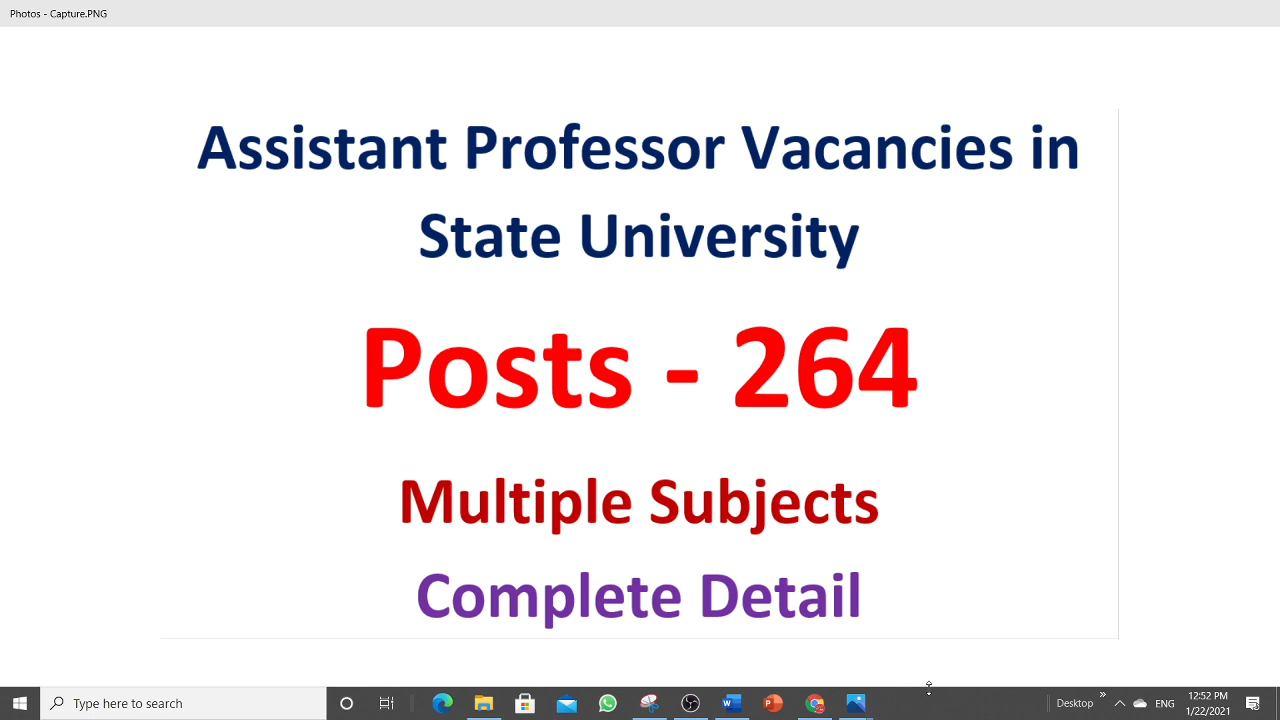 Photos - Capture.PNG
Assistant Professor Vacancies in
State University
Posts - 264
Multiple Subjects
Complete Detail
Type here to search
Desktop
ENG
12:52 PM
1/22/2021